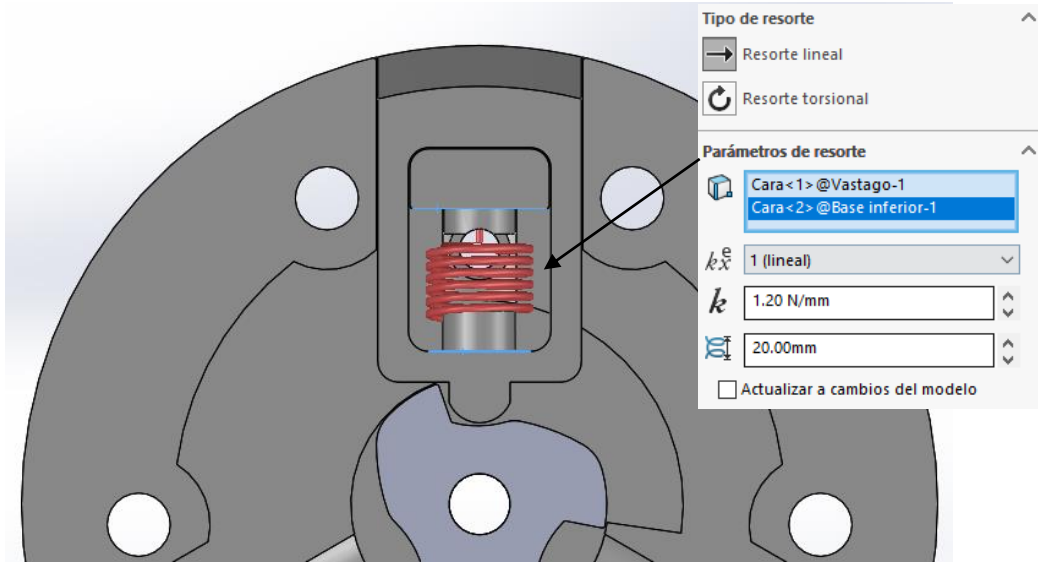 Tipo de resorte
Resorte lineal
Resorte torsional
Parámetros de resorte
Cara<1>@Vastago-1
Cara<2>@Base inferior-1
kxe 1 (lineal)
k 1.20 N/mm
20.00mm
Actualizar a cambios del modelo